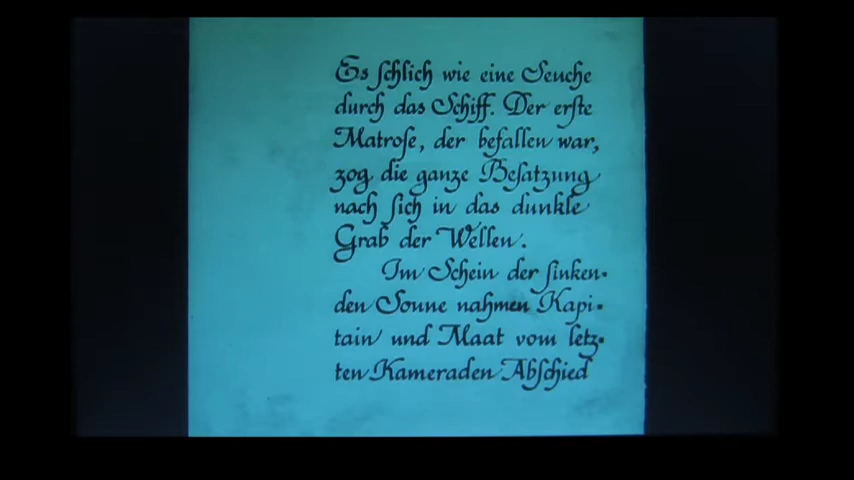 Es ſchlich wie eine Seuche
durch das Schiff. Der erſte
Matroſe, der befallen war,
zog die ganze Beſatzung
nach ſich in das dunkle
Grab der Wellen.
Im Schein der ſinken-
den Sonne nahmen Kapi-
tain und Maat vom letz-
ten Kameraden Abſchied